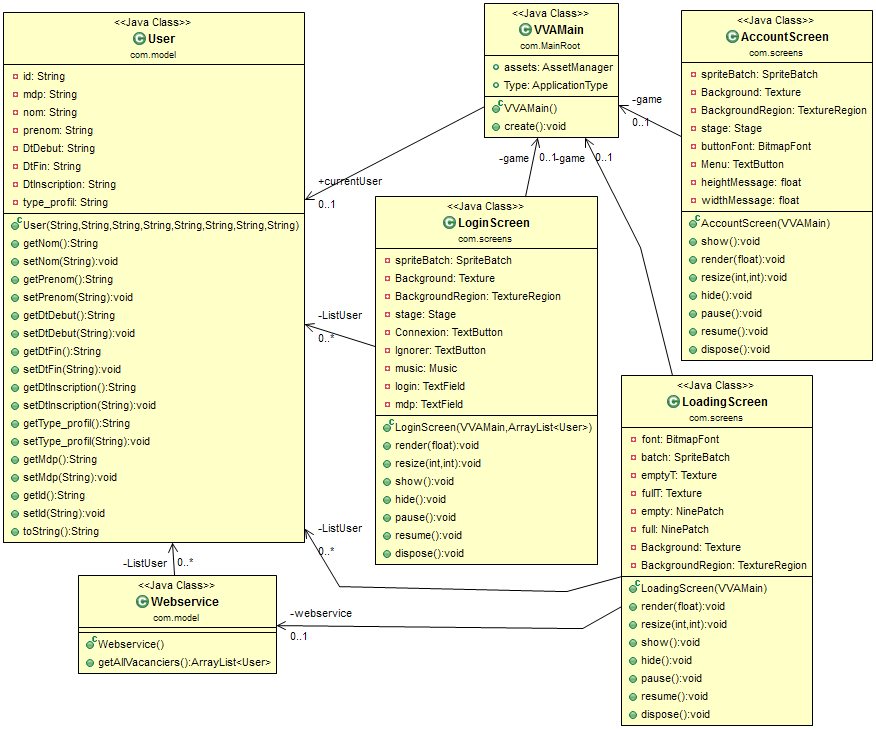 <<Java Class>>
User
com.model
id: String
mdp: String
nom: String
prenom: String
DtDebut: String
DtFin: String
DtInscription: String
type_profil: String
User(String,String,String,String,String,String,String,String)
getNom():String
setNom(String):void
getPrenom():String
setPrenom(String):void
getDtDebut():String
setDtDebut(String):void
getDtFin():String
setDtFin(String):void
getDtInscription():String
setDtInscription(String):void
getType_profil():String
setType_profil(String):void
getMdp():String
setMdp(String):void
getId():String
setId(String):void
toString():String
<<Java Class>>
VVAMain
com.MainRoot
assets: AssetManager
Type: ApplicationType
VVAMain()
create():void
<<Java Class>>
AccountScreen
com.screens
spriteBatch: SpriteBatch
Background: Texture
BackgroundRegion: TextureRegion
stage: Stage
buttonFont: BitmapFont
Menu: TextButton
heightMessage: float
widthMessage: float
AccountScreen(VVAMain)
show():void
render(float):void
resize(int,int):void
hide():void
pause():void
resume():void
dispose():void
-game
0..1
-game 0..1
-game 0..1
+currentUser
0..1
<<Java Class>>
LoginScreen
com.screens
spriteBatch: SpriteBatch
Background: Texture
BackgroundRegion: TextureRegion
stage: Stage
Connexion: TextButton
Ignorer: TextButton
music: Music
login: TextField
mdp: TextField
LoginScreen(VVAMain,ArrayList<User>)
render(float):void
resize(int,int):void
show():void
hide():void
pause():void
resume():void
dispose():void
-ListUser
0..*
<<Java Class>>
LoadingScreen
com.screens
font: BitmapFont
batch: SpriteBatch
emptyT: Texture
fullT: Texture
empty: NinePatch
full: NinePatch
Background: Texture
BackgroundRegion: TextureRegion
LoadingScreen(VVAMain)
render(float):void
resize(int,int):void
show():void
hide():void
pause():void
resume():void
dispose():void
-ListUser
0..*
-ListUser 0..*
<<Java Class>>
Webservice
com.model
Webservice()
getAllVacanciers():ArrayList<User>
-webservice
0..1